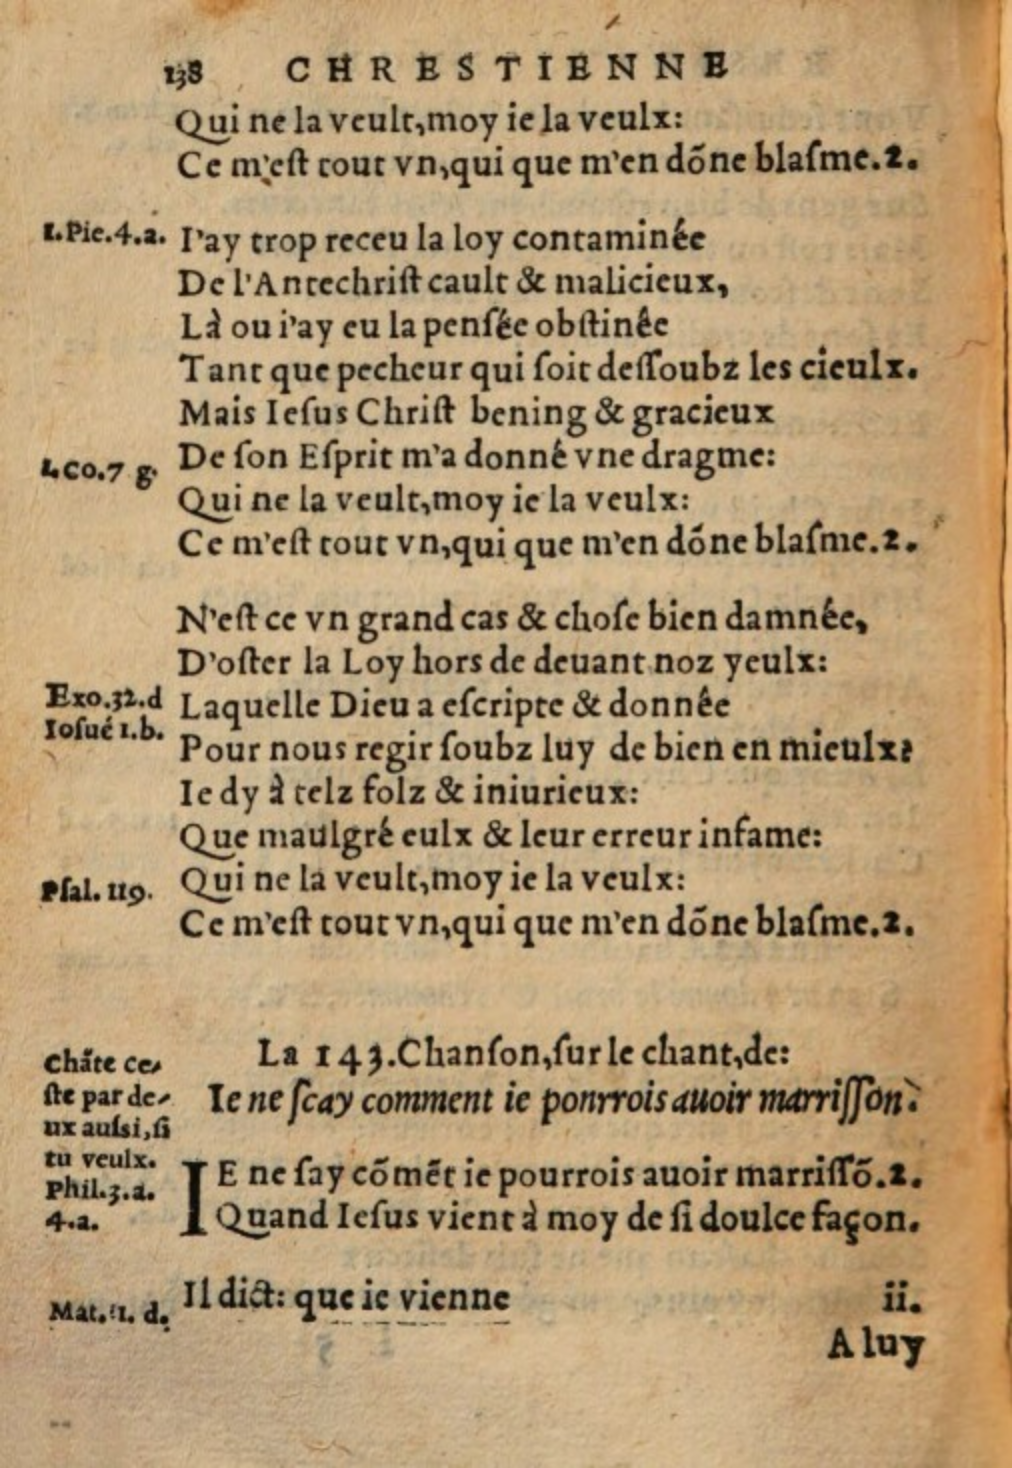 138 CHRESTIENNE
Qui ne la veult, moy ie la veulx:
Ce m'eſt tout vn, qui que m'en dõne blaſme. 2.
1. Pie. 4. a. I'ay trop receu la loy contaminée
De l'Antechriſt cault & malicieux,
Là ou i'ay eu la penſée obſtinée
Tant que pecheur qui ſoit deſſoubz les cieulx.
Mais Ieſus Chriſt bening & gracieux
De ſon Eſprit m'a donné vne dragme:
1. Co. 7 g.
Qui ne la veult, moy ie la veulx:
Ce m'eſt tout vn, qui que m'en dõne blaſme. 2.
N'eſt ce vn grand cas & choſe bien damnée,
D'oſter la Loy hors de deuant noz yeulx:
Exo. 32. d Laquelle Dieu a eſcripte & donnée
Ioſué 1. b.
Pour nous regir ſoubz luy de bien en mieulx?
Ie dy à telz folz & iniurieux:
Que maulgré eulx & leur erreur infame:
Pſal. 119. Qui ne la veult, moy ie la veulx:
Ce m'eſt tout vn, qui que m'en dõne blaſme. 2.
La 143. Chanſon, ſur le chant, de:
Ie ne ſcay comment ie ponrrois auoir marriſſon.
Chãte ce-
ſte par de-
ux auſsi, ſi
tu veulx.
Phil. 3. a.
4. a.
IE ne ſay cõmẽt ie pourrois auoir marriſſõ. 2.
Quand Ieſus vient à moy de ſi doulce façon.
Il dict: que ie vienne ii.
Mat. 11. d.
A luy